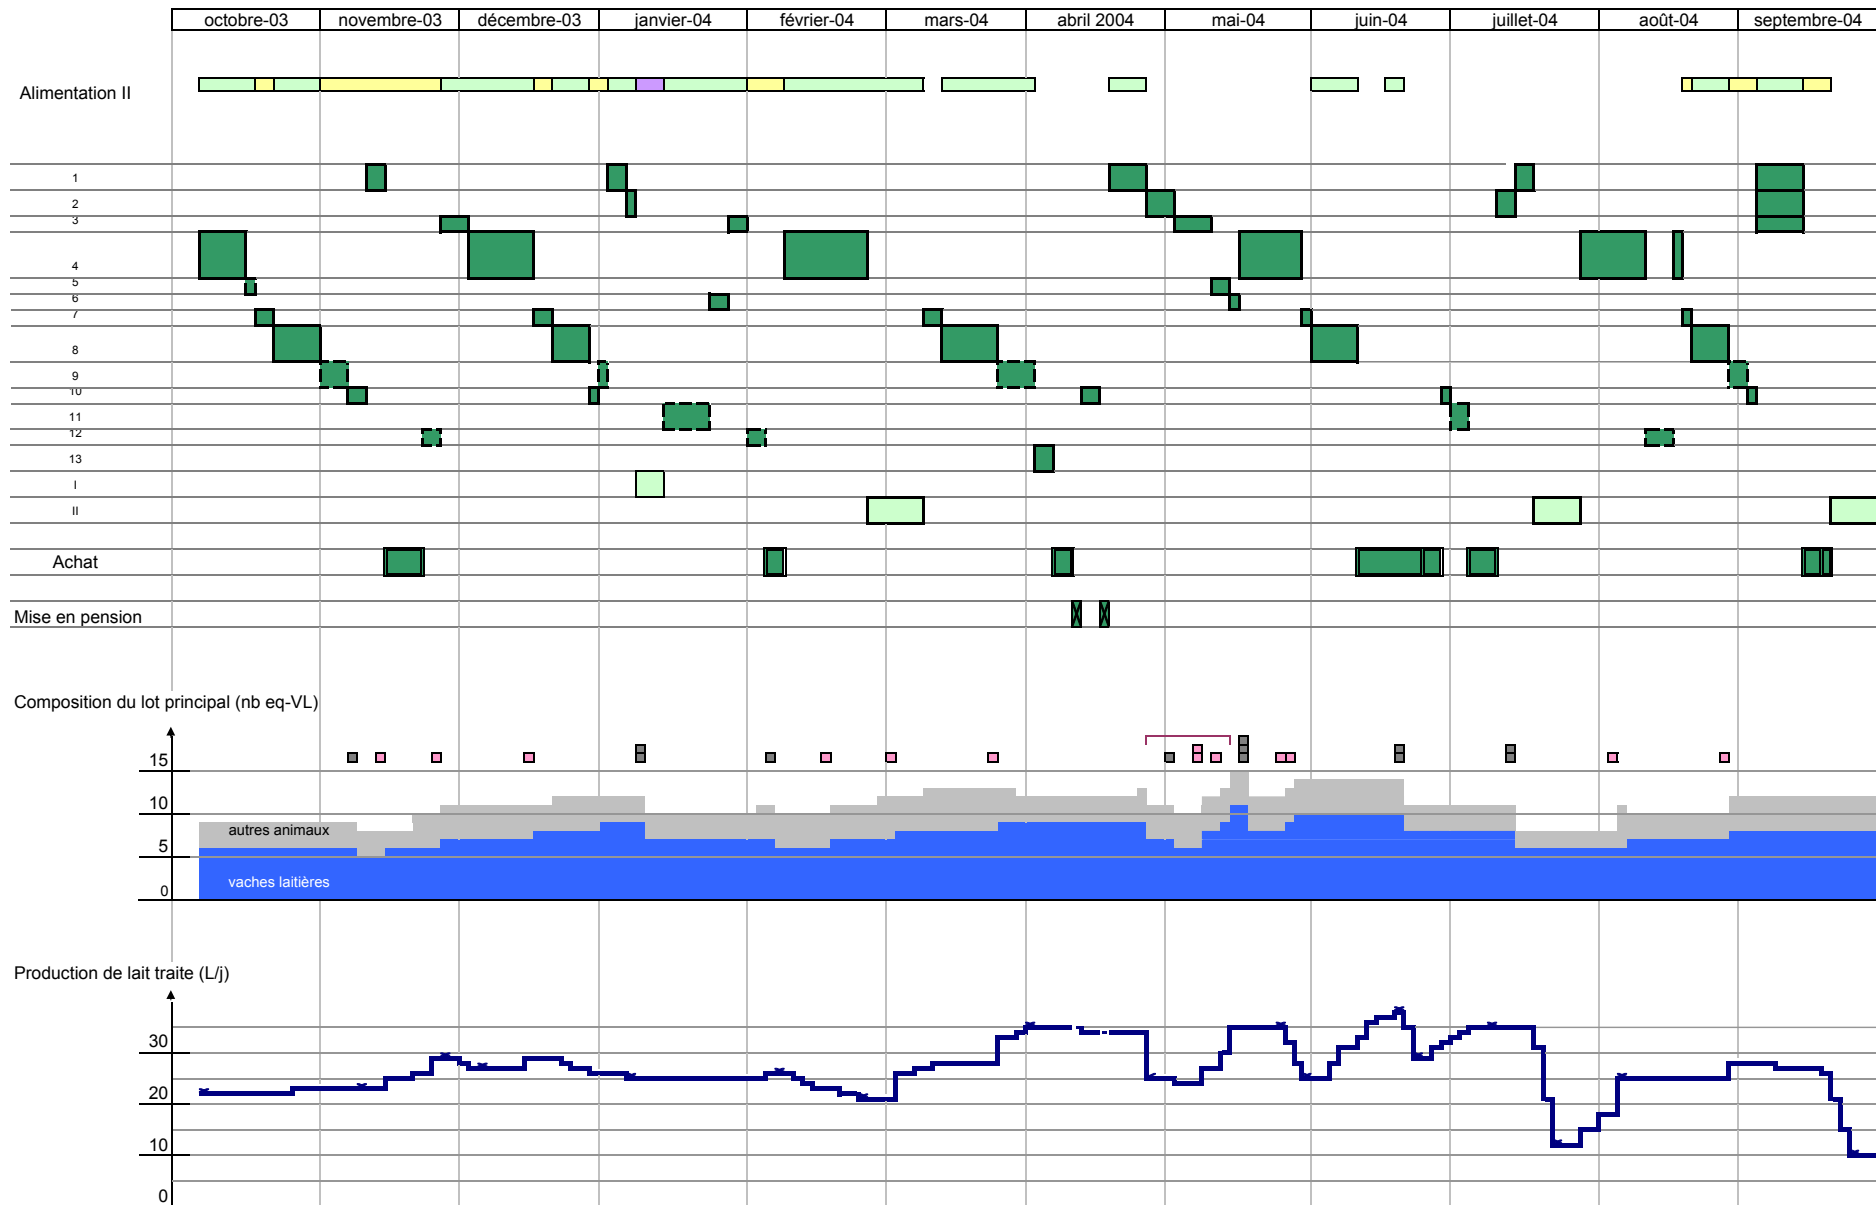 octobre-03 novembre-03 décembre-03 janvier-04 février-04 mars-04 abril 2004 mai-04 juin-04 juillet-04 août-04 septembre-04
Alimentation II
1
2
3
4
5
6
7
8
9
10
11
12
13
I
II
Achat
Mise en pension
Composition du lot principal (nb eq-VL)
15
10
autres animaux
5
vaches laitières
0
Production de lait traite (L/j)
30
20
10
0